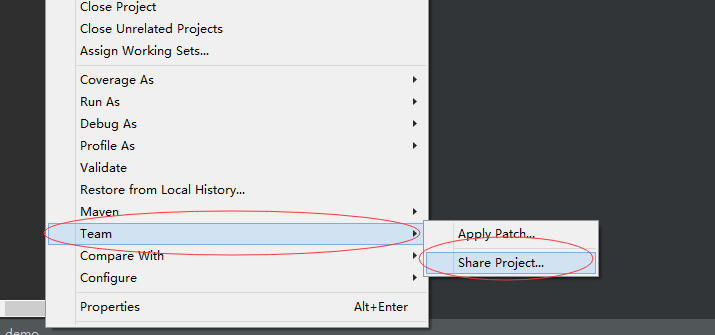 Close Project
Close Unrelated Projects
Assign Working Sets...
Coverage As
Run As
Debug As
Profile As
Validate
Restore from Local History...
Maven
Team
Apply Patch...
Compare With
Share Project...
Configure
Properties Alt+Enter
demo